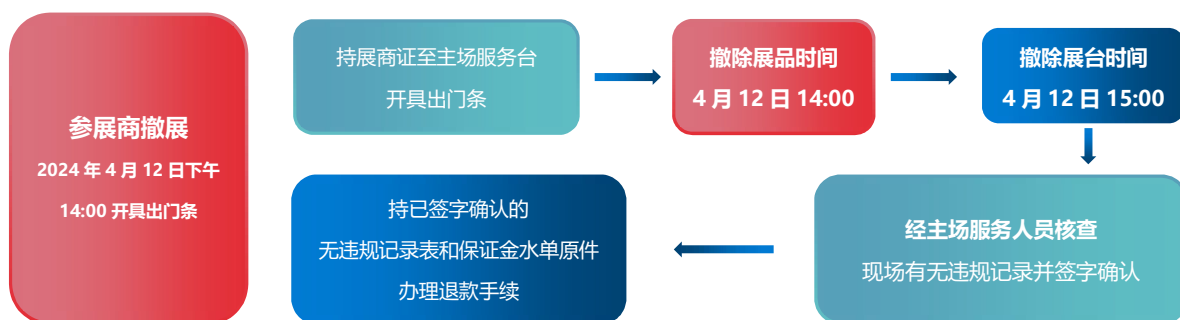 参展商撤展
2024 年 4 月 12 日下午
14:00 开具出门条
持展商证至主场服务台
开具出门条
撤除展品时间
4 月 12 日 14:00
撤除展台时间
4 月 12 日 15:00
经主场服务人员核查
现场有无违规记录并签字确认
持已签字确认的
无违规记录表和保证金水单原件
办理退款手续